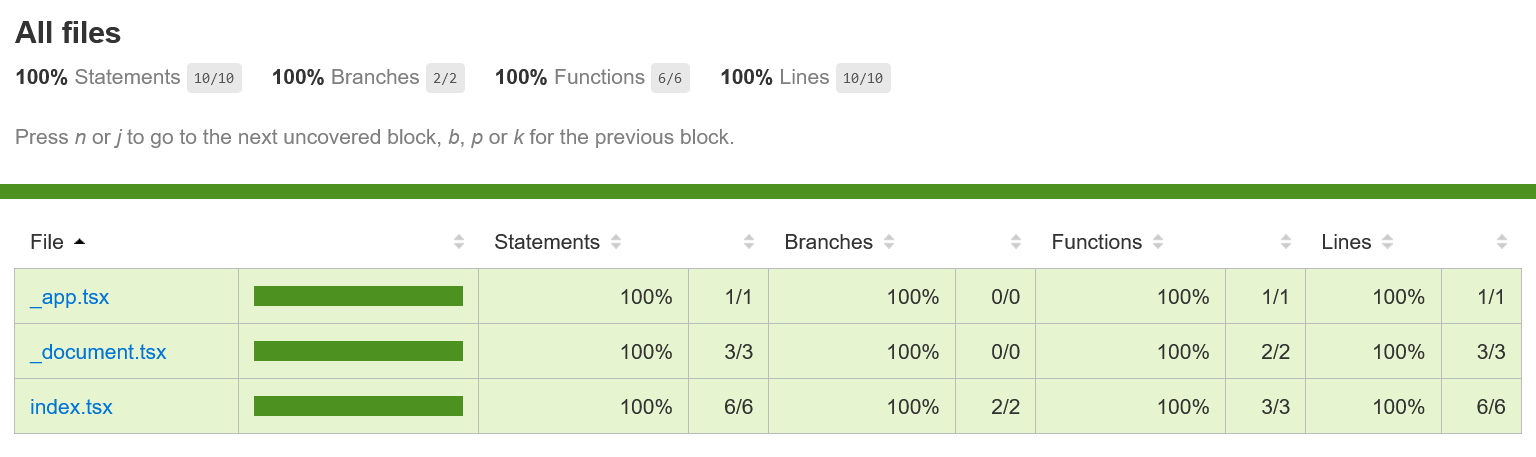 All files
100% Statements 10/10 100% Branches 2/2 100% Functions 6/6 100% Lines 10/10
Press n or j to go to the next uncovered block, b, p or k for the previous block.
File Statements Branches Functions Lines
_app.tsx 100% 1/1 100% 0/0 100% 1/1 100% 1/1
_document.tsx 100% 3/3 100% 0/0 100% 2/2 100% 3/3
index.tsx 100% 6/6 100% 2/2 100% 3/3 100% 6/6